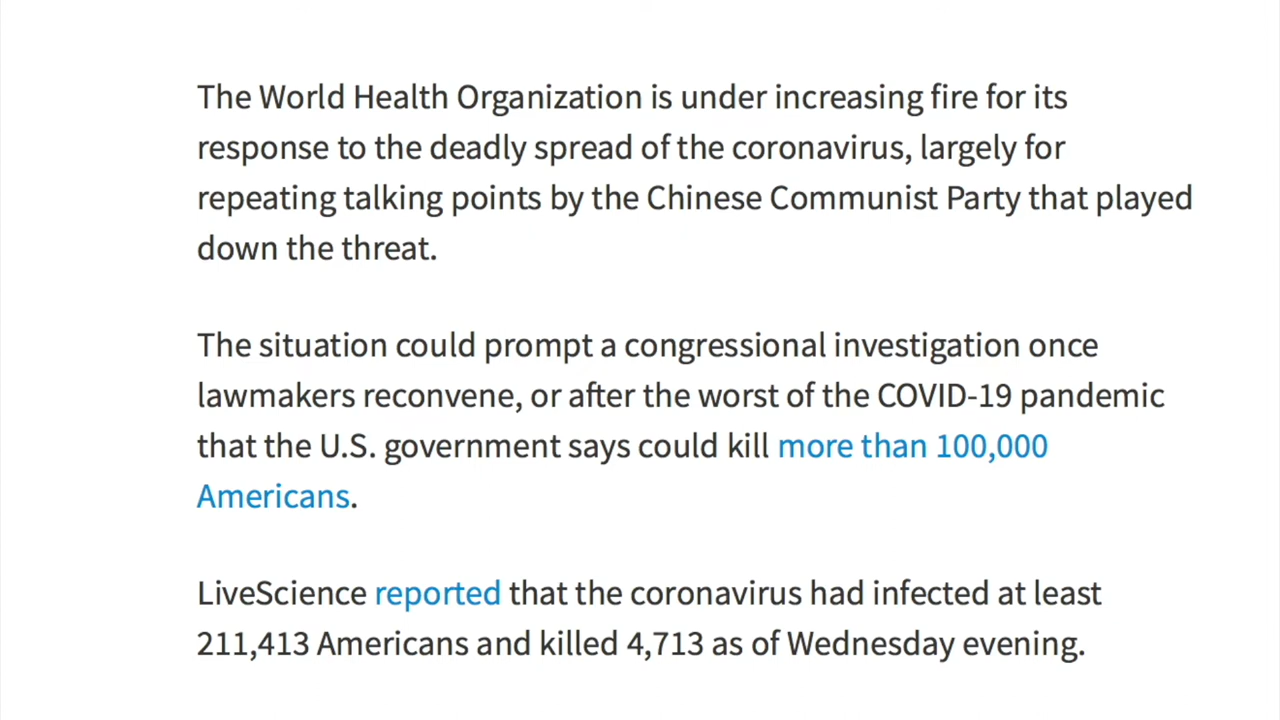 The World Health Organization is under increasing fire for its
response to the deadly spread of the coronavirus, largely for
repeating talking points by the Chinese Communist Party that played
down the threat.
The situation could prompt a congressional investigation once
lawmakers reconvene, or after the worst of the COVID-19 pandemic
that the U.S. government says could kill more than 100,000
Americans.
LiveScience reported that the coronavirus had infected at least
211,413 Americans and killed 4,713 as of Wednesday evening.